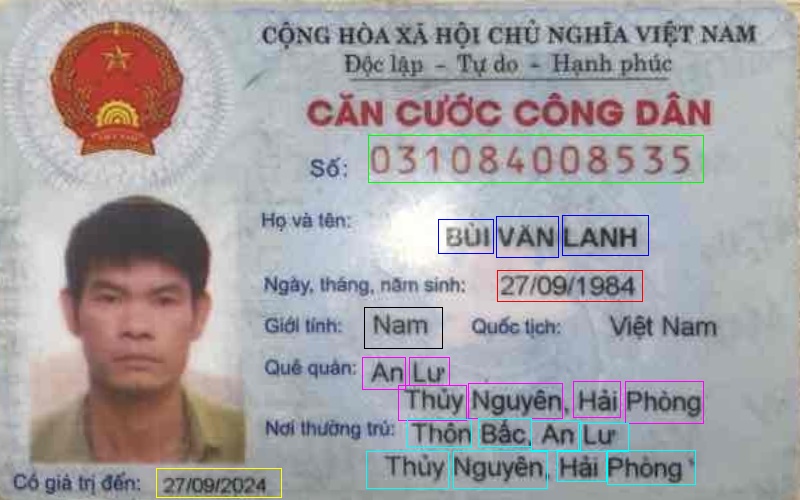 CỘNG HÒA XÃ HỘI CHỦ NGHĨA VIỆT NAM
Độc lập - Tự do - Hạnh phúc
CĂN CƯỚC CÔNG DÂN
Số: 031084008535
Họ và tên:
BÙI VĂN LANH
Ngày, tháng, năm sinh: 27/09/1984
Giới tính: Nam Quốc tịch: Việt Nam
Quê quán: An Lư
Thủy Nguyên, Hải Phòng
Nơi thường trú: Thôn Bắc, An Lư
Thủy Nguyên, Hải Phòng
Có giá trị đến: 27/09/2024